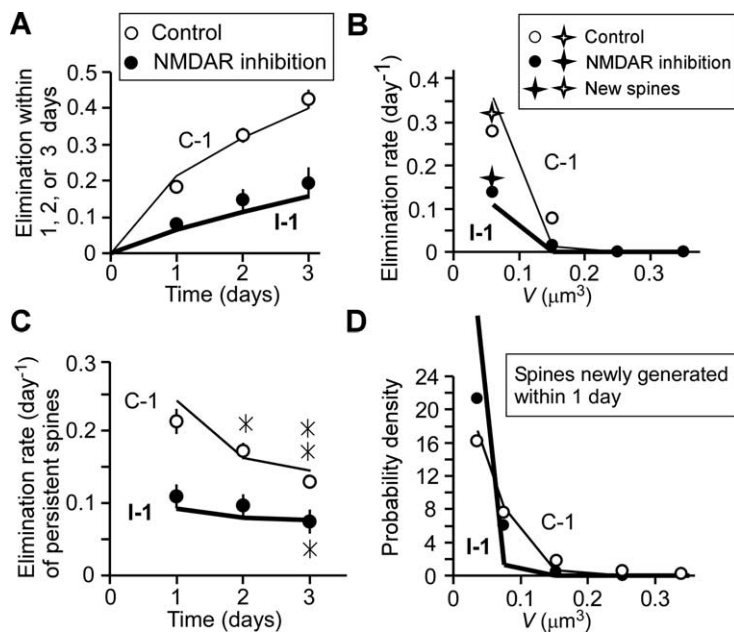 A
Control
NMDAR inhibition
Elimination within
1, 2, or 3 days
0.5
0.4
0.3
0.2
0.1
0
C-1
I-1
0
1
2
3
Time (days)
B
Control
NMDAR inhibition
New spines
Elimination rate (day⁻¹)
0.4
0.3
0.2
0.1
0
C-1
I-1
0
0.1
0.2
0.3
V (μm³)
C
Elimination rate (day⁻¹)
of persistent spines
0.3
0.2
0.1
0
C-1
I-1
0
1
2
3
Time (days)
D
Spines newly generated
within 1 day
Probability density
24
20
16
12
8
4
0
C-1
I-1
0
0.1
0.2
0.3
V (μm³)